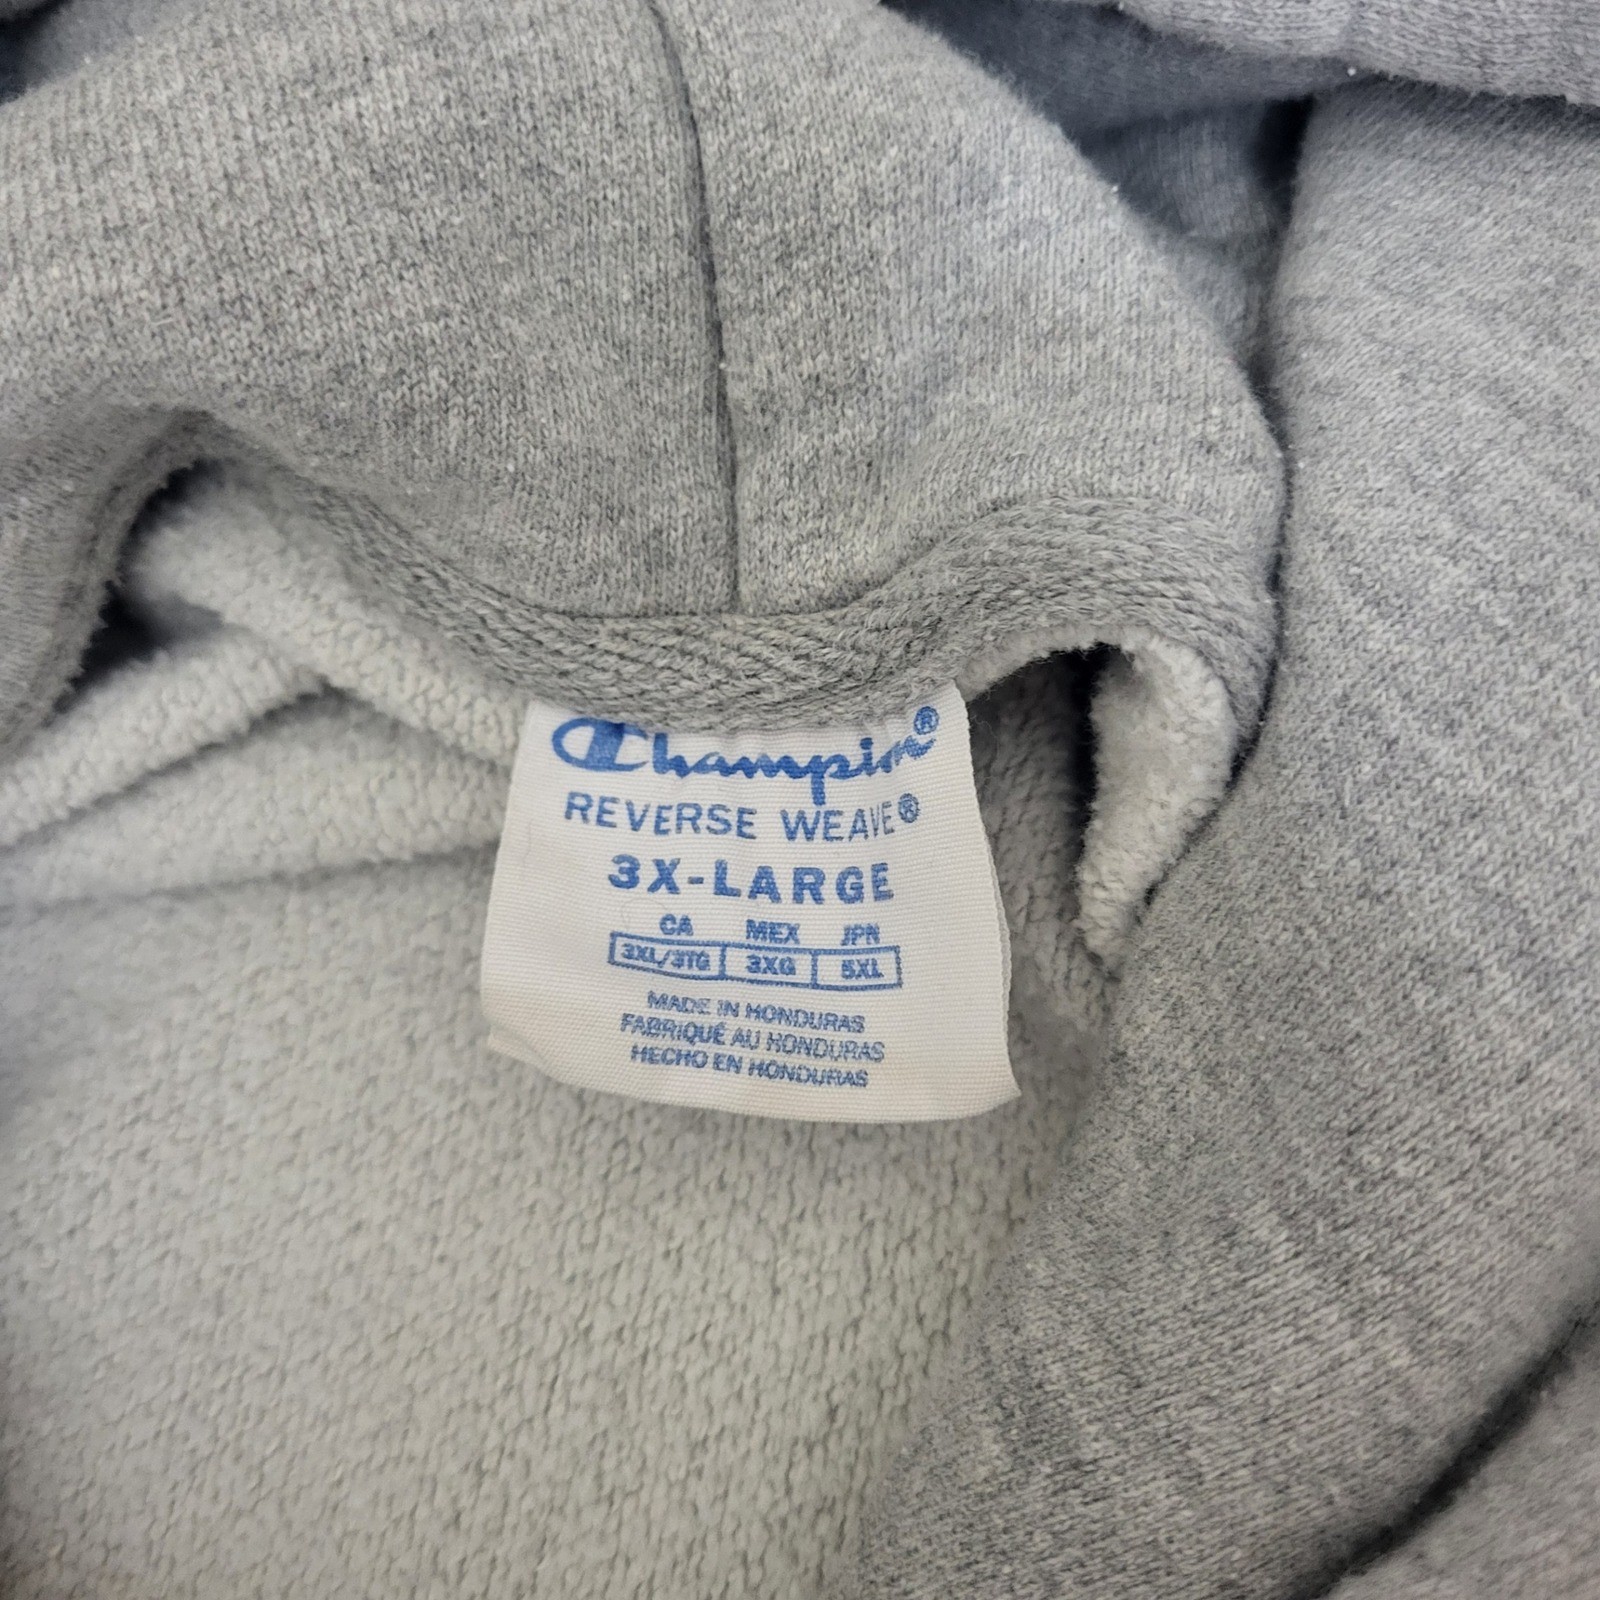 Champion®
REVERSE WEAVE®
3X-LARGE
CA MEX JPN
3XL/3TG 3XG 5XL
MADE IN HONDURAS
FABRIQUÉ AU HONDURAS
HECHO EN HONDURAS